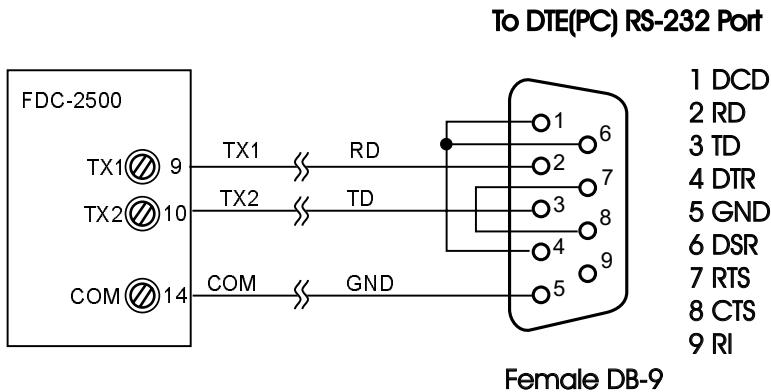 To DTE(PC) RS-232 Port
FDC-2500
TX1 9 TX1 RD
TX2 10 TX2 TD
COM 14 COM GND
1
6
2
7
3
8
4
9
5
1 DCD
2 RD
3 TD
4 DTR
5 GND
6 DSR
7 RTS
8 CTS
9 RI
Female DB-9